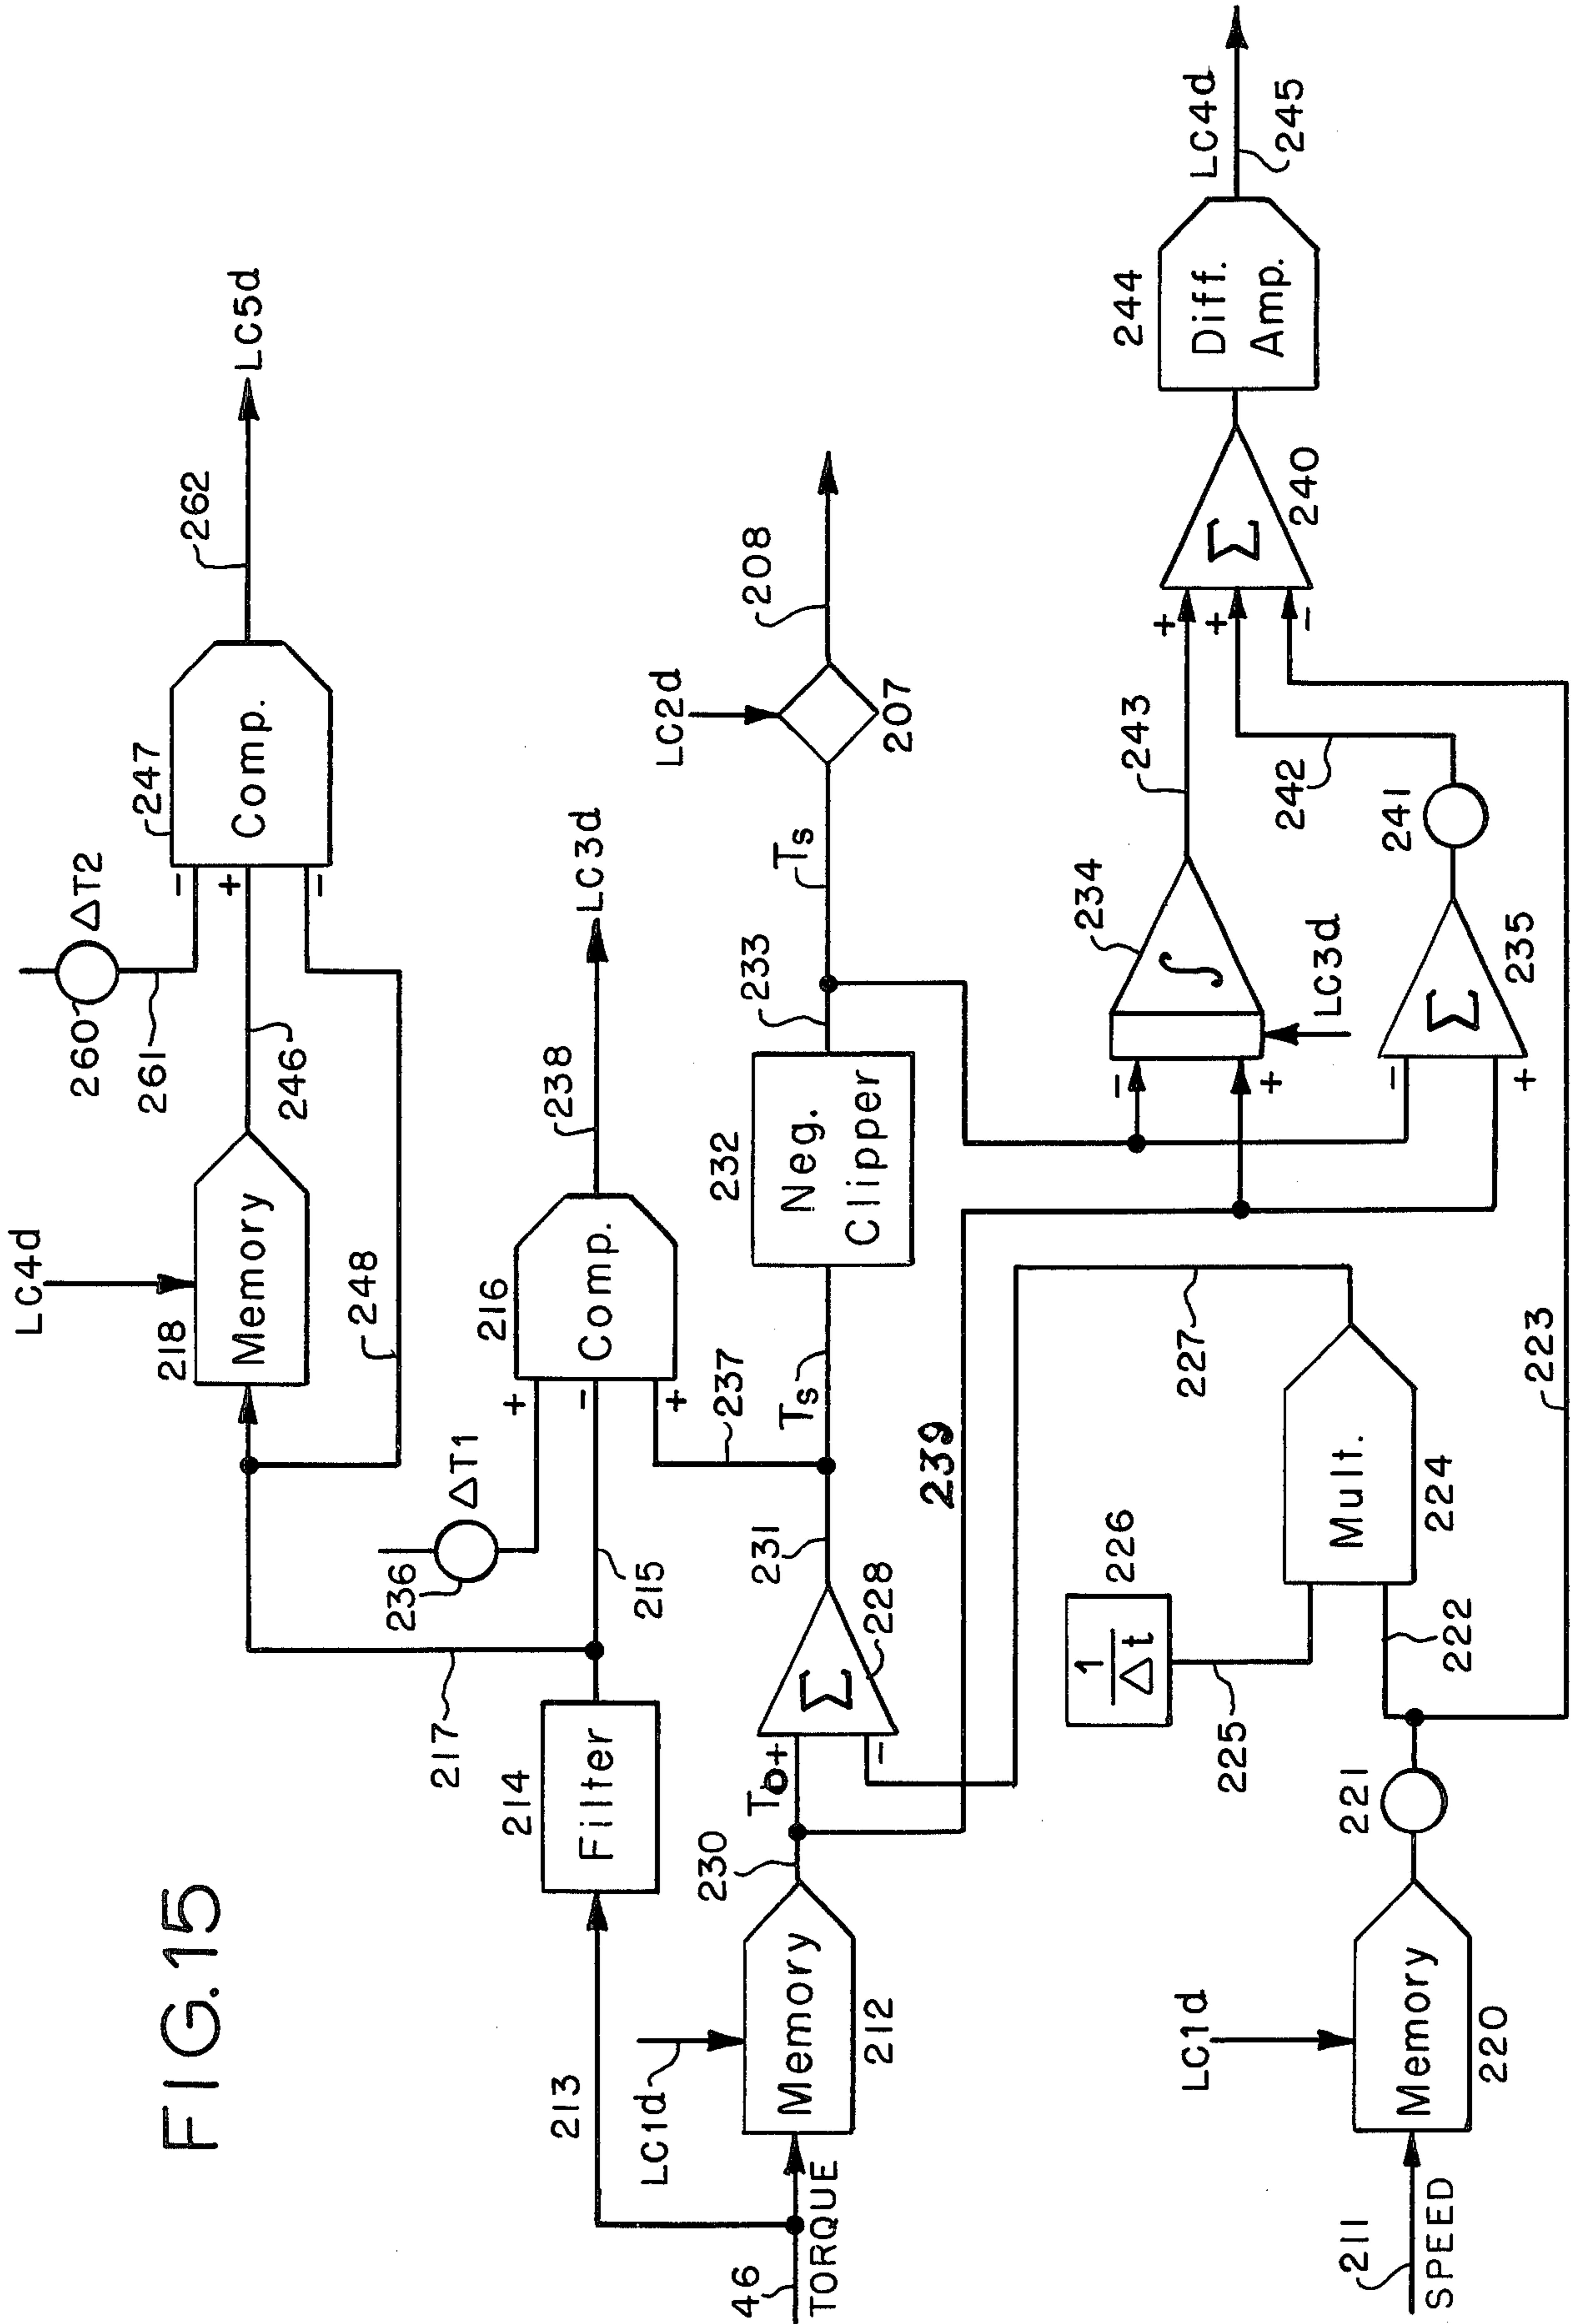 FIG.15
LC4d
218
Memory
248
246
260
ΔT2
261
-
+
-
247
Comp.
262
LC5d
217
214
Filter
213
236
ΔT1
215
+
-
+
216
Comp.
237
238
LC3d
46
TORQUE
LC1d
Memory
212
230
To+
-
Σ
228
231
Ts
232
Neg.
Clipper
233
Ts
LC2d
207
208
239
211
SPEED
LC1d
Memory
220
221
222
223
1
Δt
226
225
Mult.
224
227
-
+
∫
234
LC3d
243
-
+
Σ
235
241
242
+
+
-
Σ
240
244
Diff.
Amp.
LC4d
245